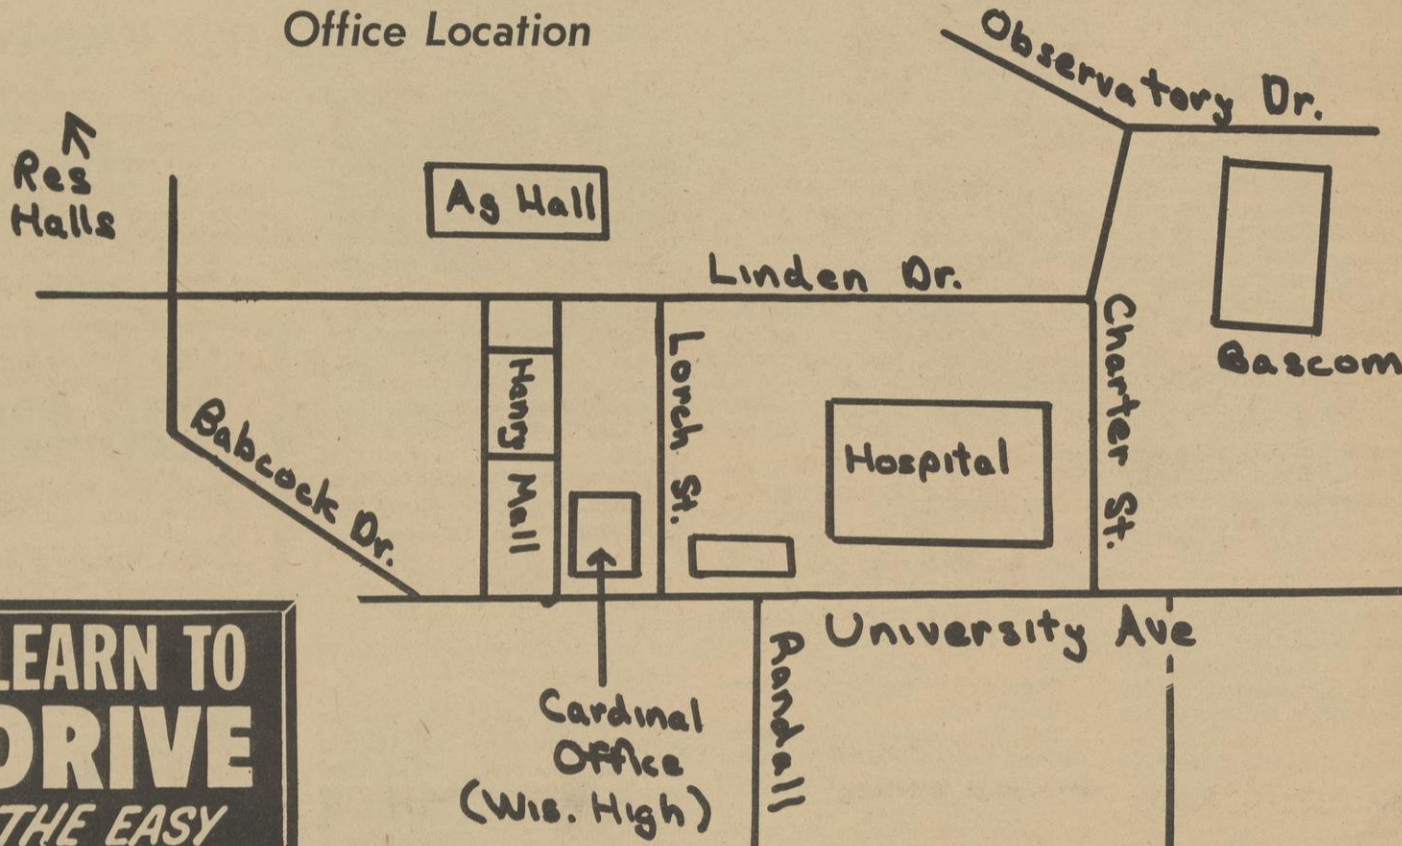 Office Location
Observatory Dr.
Res
Halls
Ag Hall
Linden Dr.
Charter St.
Bascom
Henry
Mall
Lorch St.
Hospital
Babcock Dr.
University Ave
Randall
Cardinal
Office
(Wis. High)
LEARN TO
DRIVE
THE EASY